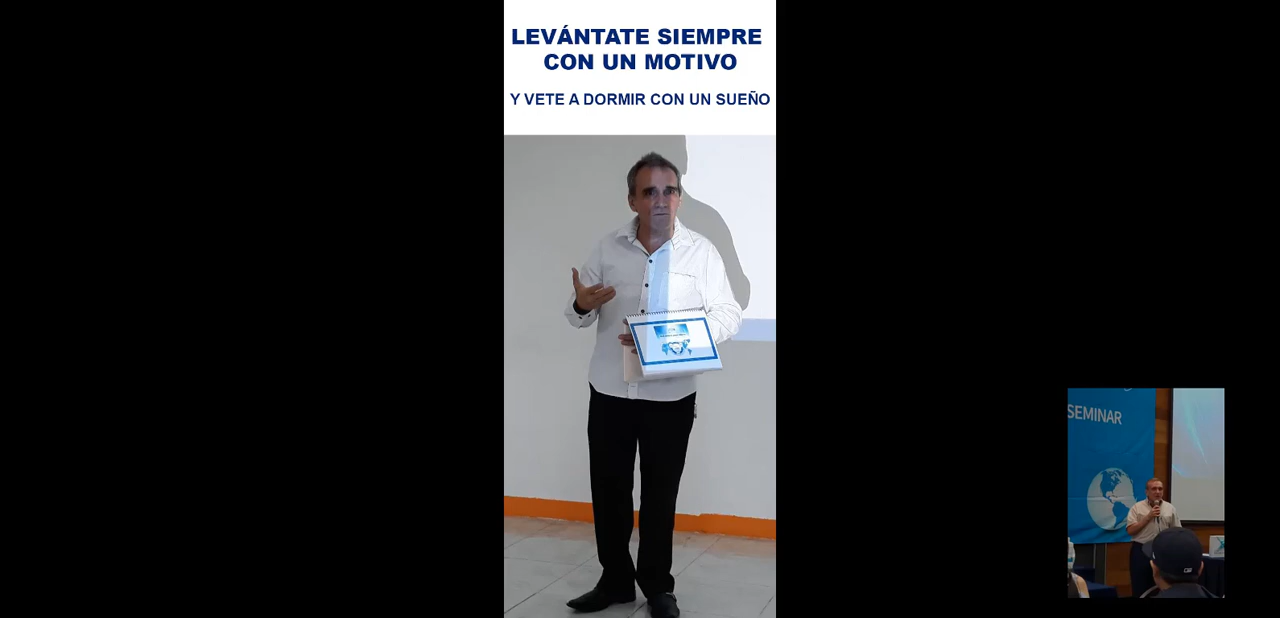 LEVÁNTATE SIEMPRE
CON UN MOTIVO
Y VETE A DORMIR CON UN SUEÑO
SEMINAR